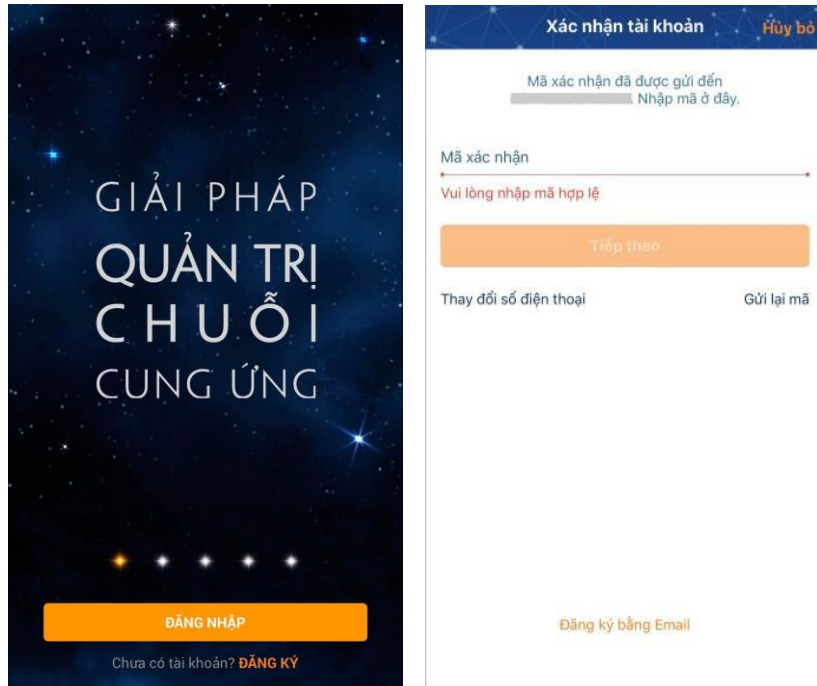 GIẢI PHÁP
QUẢN TRỊ
CHUỖI
CUNG ỨNG
ĐĂNG NHẬP
Chưa có tài khoản? ĐĂNG KÝ
Xác nhận tài khoản
Hủy bỏ
Mã xác nhận đã được gửi đến
. Nhập mã ở đây.
Mã xác nhận
Vui lòng nhập mã hợp lệ
Tiếp theo
Thay đổi số điện thoại
Gửi lại mã
Đăng ký bằng Email